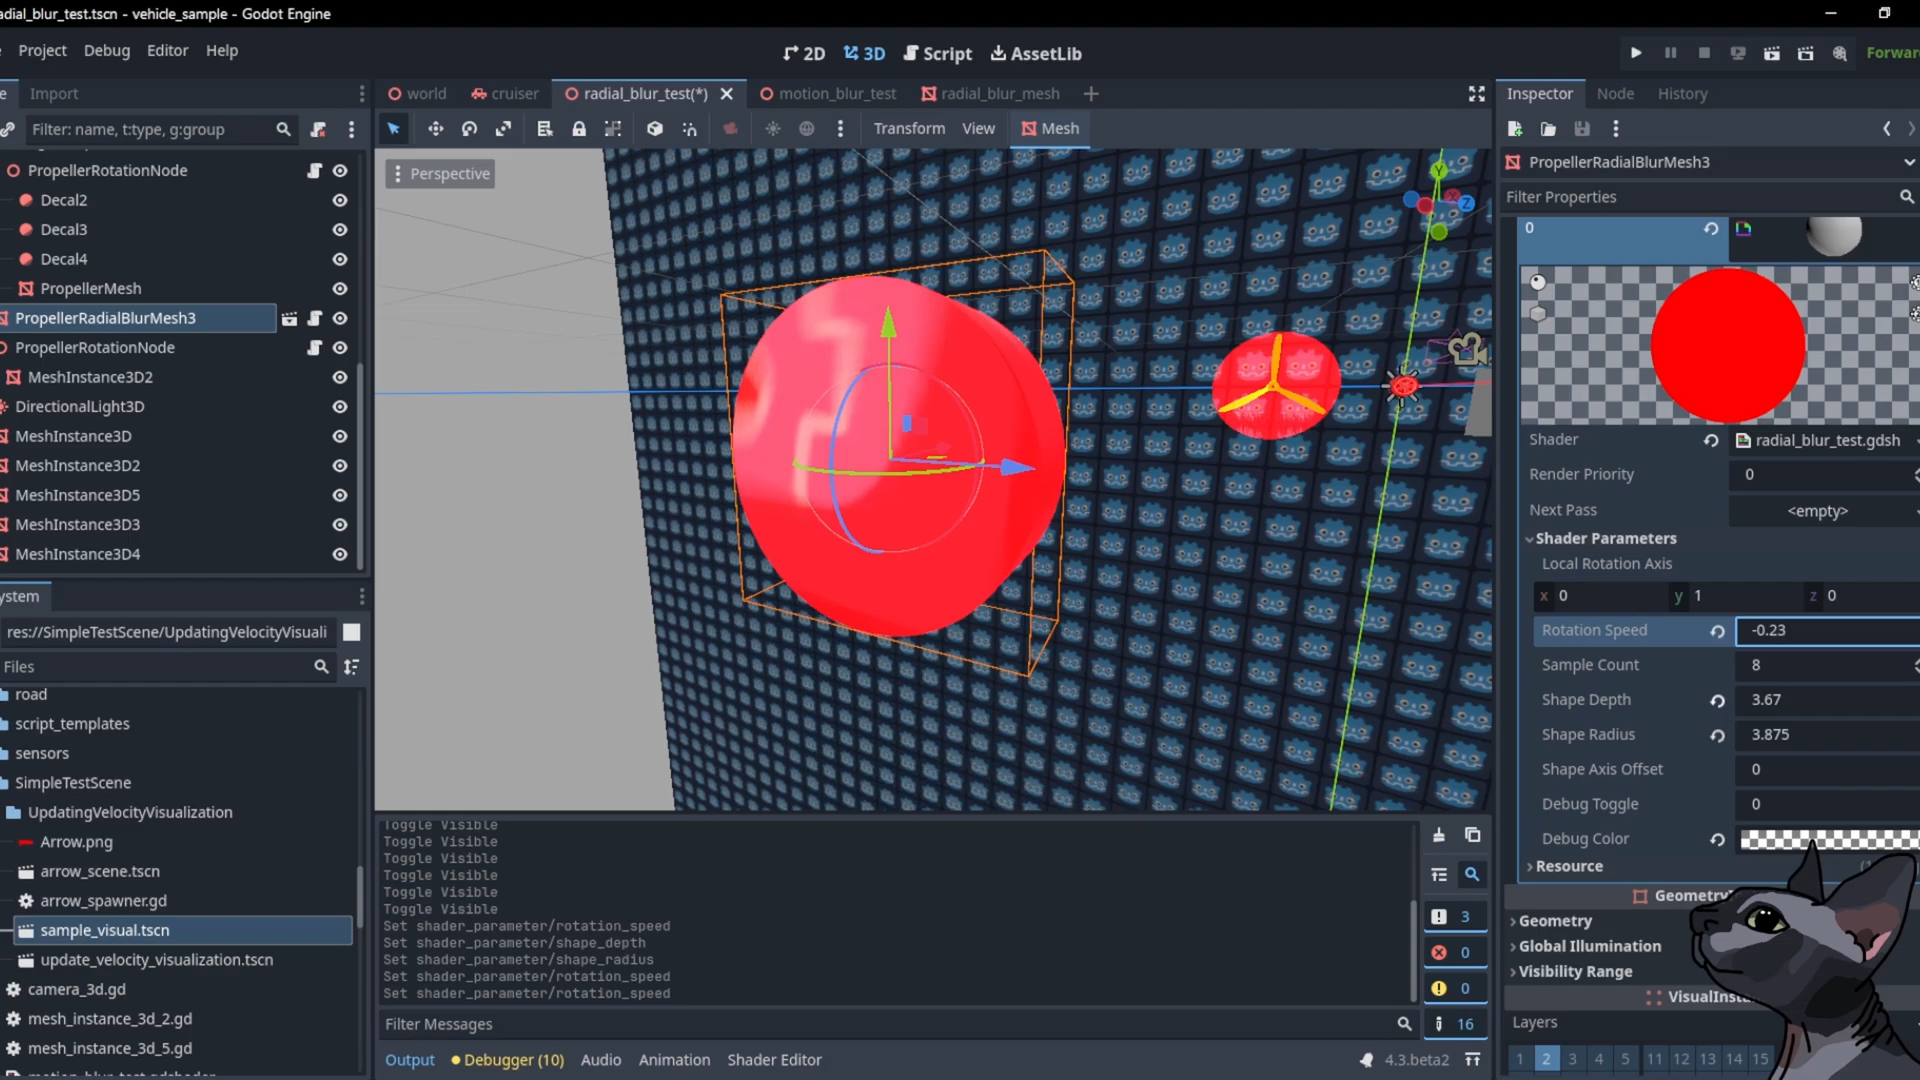 radial_blur_test.tscn - vehicle_sample - Godot Engine
Project Debug Editor Help
2D 3D Script AssetLib
Forward
Import
world cruiser radial_blur_test(*) motion_blur_test radial_blur_mesh
Inspector Node History
Filter: name, t:type, g:group
Transform View Mesh
Perspective
PropellerRotationNode
Decal2
Decal3
Decal4
PropellerMesh
PropellerRadialBlurMesh3
PropellerRotationNode
MeshInstance3D2
DirectionalLight3D
MeshInstance3D
MeshInstance3D2
MeshInstance3D5
MeshInstance3D3
MeshInstance3D4
Y
Z
PropellerRadialBlurMesh3
Filter Properties
0
Shader radial_blur_test.gdsh
Render Priority 0
Next Pass <empty>
Shader Parameters
Local Rotation Axis
x 0 y 1 z 0
Rotation Speed -0.23
Sample Count 8
Shape Depth 3.67
Shape Radius 3.875
Shape Axis Offset 0
Debug Toggle 0
Debug Color
Resource
Geometry
Geometry
Global Illumination
Visibility Range
VisualInst
Layers
1 2 3 4 5 11 12 13 14 15
ystem
res://SimpleTestScene/UpdatingVelocityVisuali
Files
road
script_templates
sensors
SimpleTestScene
UpdatingVelocityVisualization
Arrow.png
arrow_scene.tscn
arrow_spawner.gd
sample_visual.tscn
update_velocity_visualization.tscn
camera_3d.gd
mesh_instance_3d_2.gd
mesh_instance_3d_5.gd
motion_blur_test.gdshader
Toggle Visible
Toggle Visible
Toggle Visible
Toggle Visible
Toggle Visible
Toggle Visible
Set shader_parameter/rotation_speed
Set shader_parameter/shape_depth
Set shader_parameter/shape_radius
Set shader_parameter/rotation_speed
Set shader_parameter/rotation_speed
3
0
0
16
Filter Messages
Output Debugger (10) Audio Animation Shader Editor
4.3.beta2